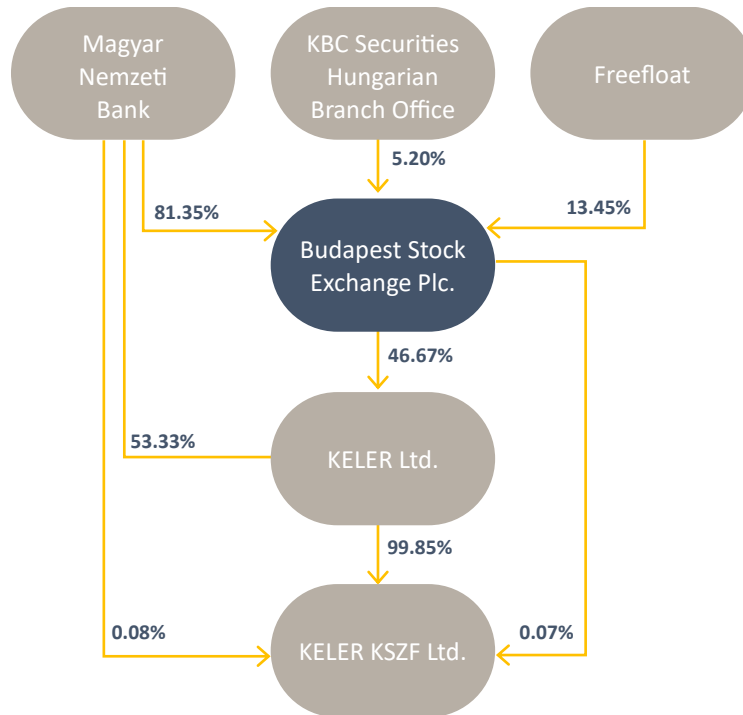 Magyar
Nemzeti
Bank
KBC Securities
Hungarian
Branch Office
Freefloat
5.20%
81.35%
13.45%
Budapest Stock
Exchange Plc.
46.67%
53.33%
KELER Ltd.
99.85%
0.08%
0.07%
KELER KSZF Ltd.